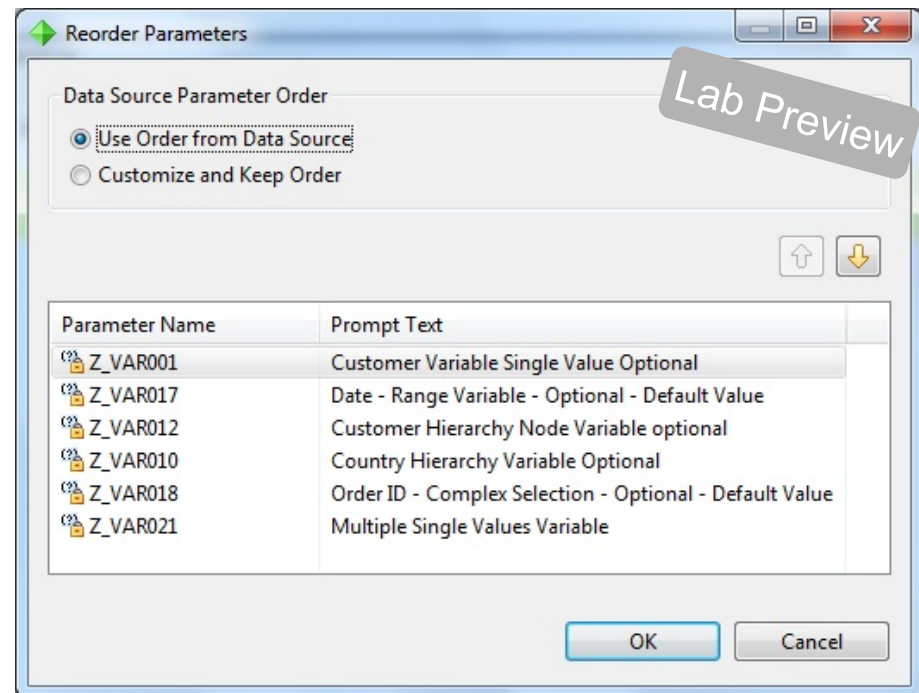 Reorder Parameters
Lab Preview
Data Source Parameter Order
Use Order from Data Source
Customize and Keep Order
Parameter Name Prompt Text
Z_VAR001 Customer Variable Single Value Optional
Z_VAR017 Date - Range Variable - Optional - Default Value
Z_VAR012 Customer Hierarchy Node Variable optional
Z_VAR010 Country Hierarchy Variable Optional
Z_VAR018 Order ID - Complex Selection - Optional - Default Value
Z_VAR021 Multiple Single Values Variable
OK Cancel